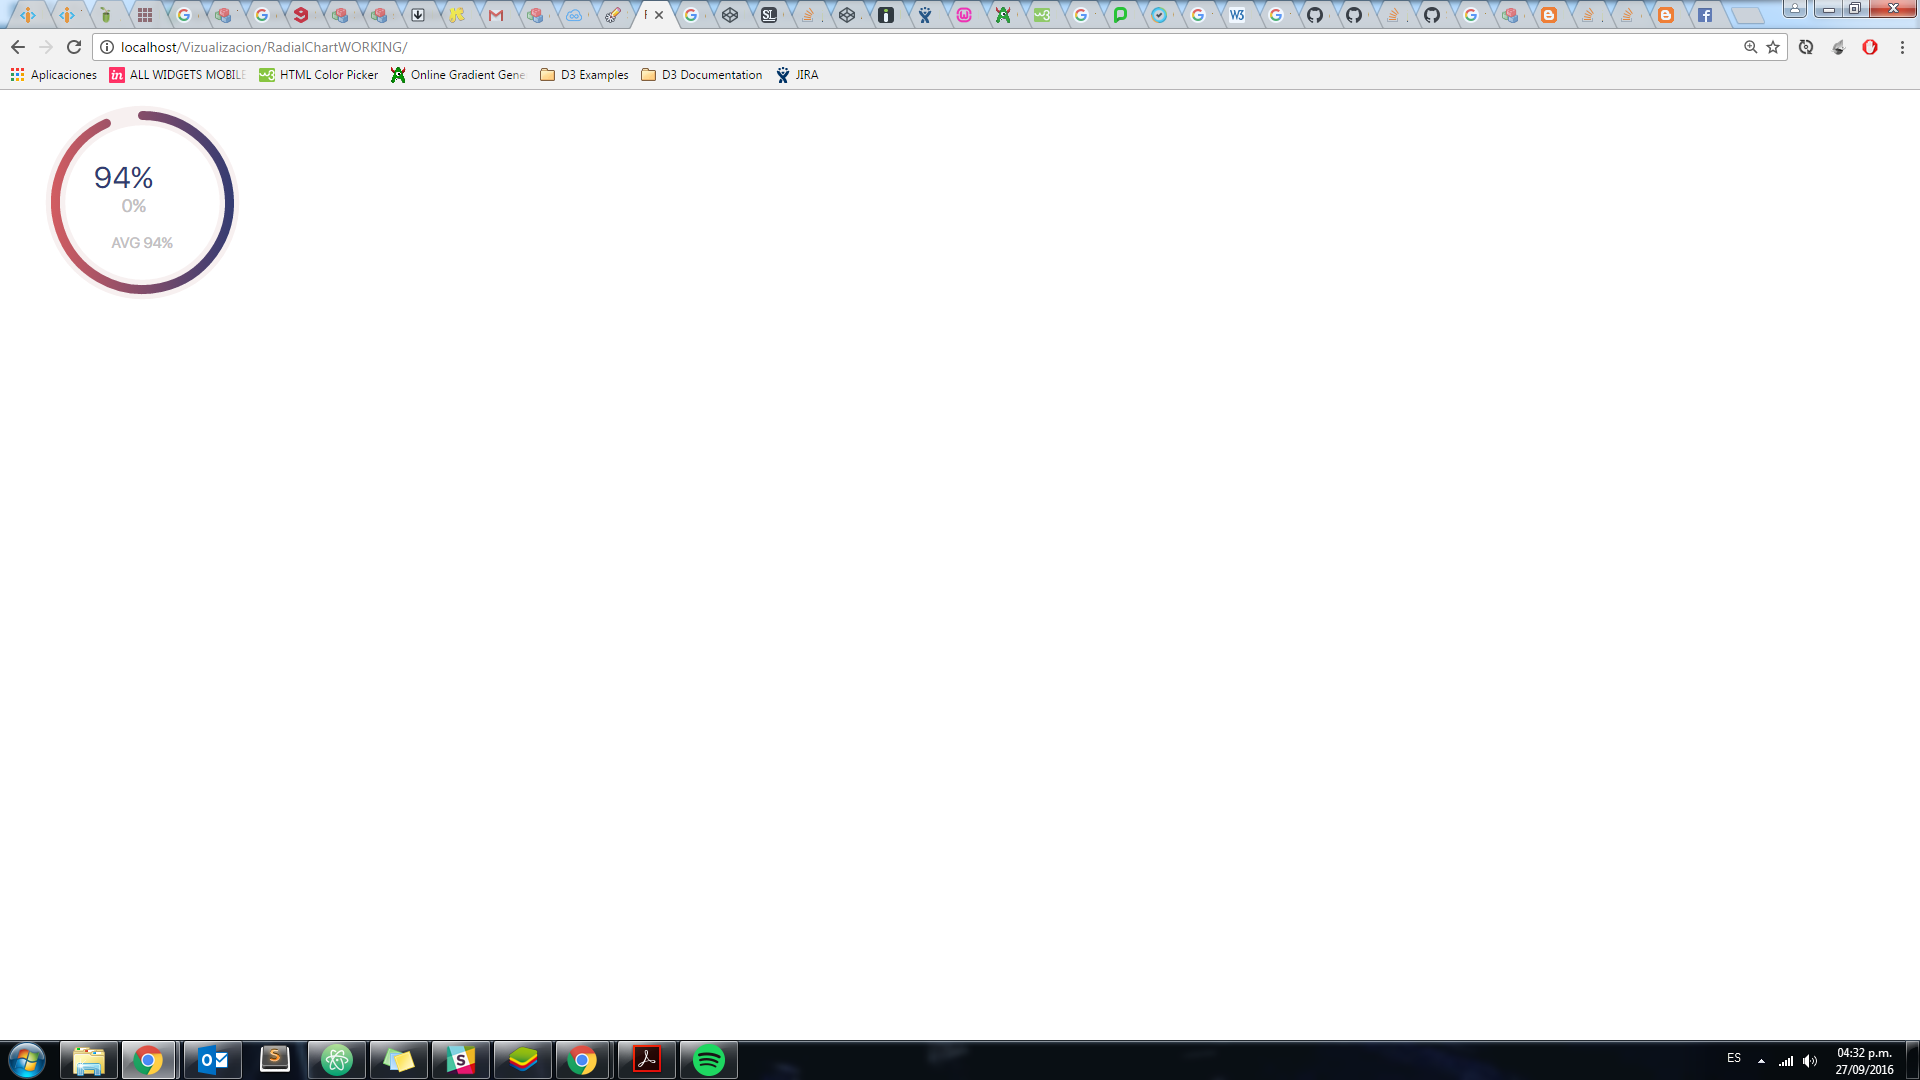 localhost/Vizualizacion/RadialChartWORKING/
Aplicaciones
in ALL WIDGETS MOBILE
HTML Color Picker
Online Gradient Gene
D3 Examples
D3 Documentation
JIRA
94%
0%
AVG 94%
ES
04:32 p.m.
27/09/2016